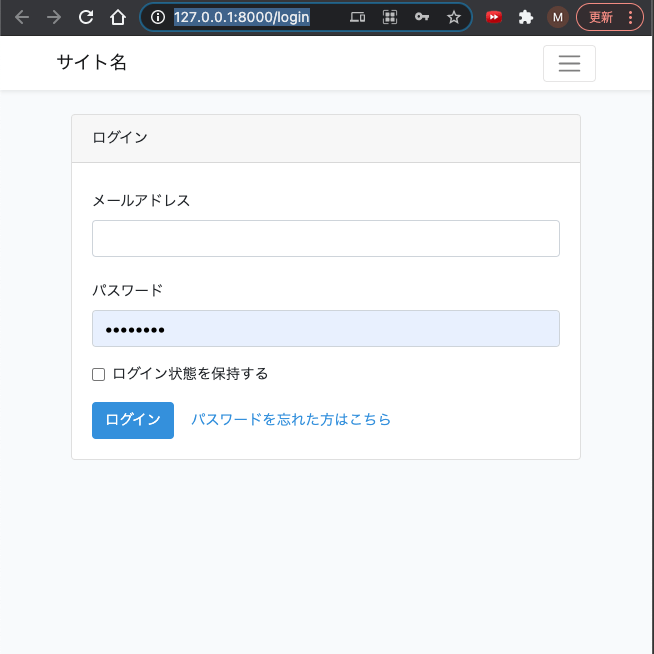 127.0.0.1:8000/login
M
更新
サイト名
ログイン
メールアドレス
パスワード
••••••••
ログイン状態を保持する
ログイン パスワードを忘れた方はこちら